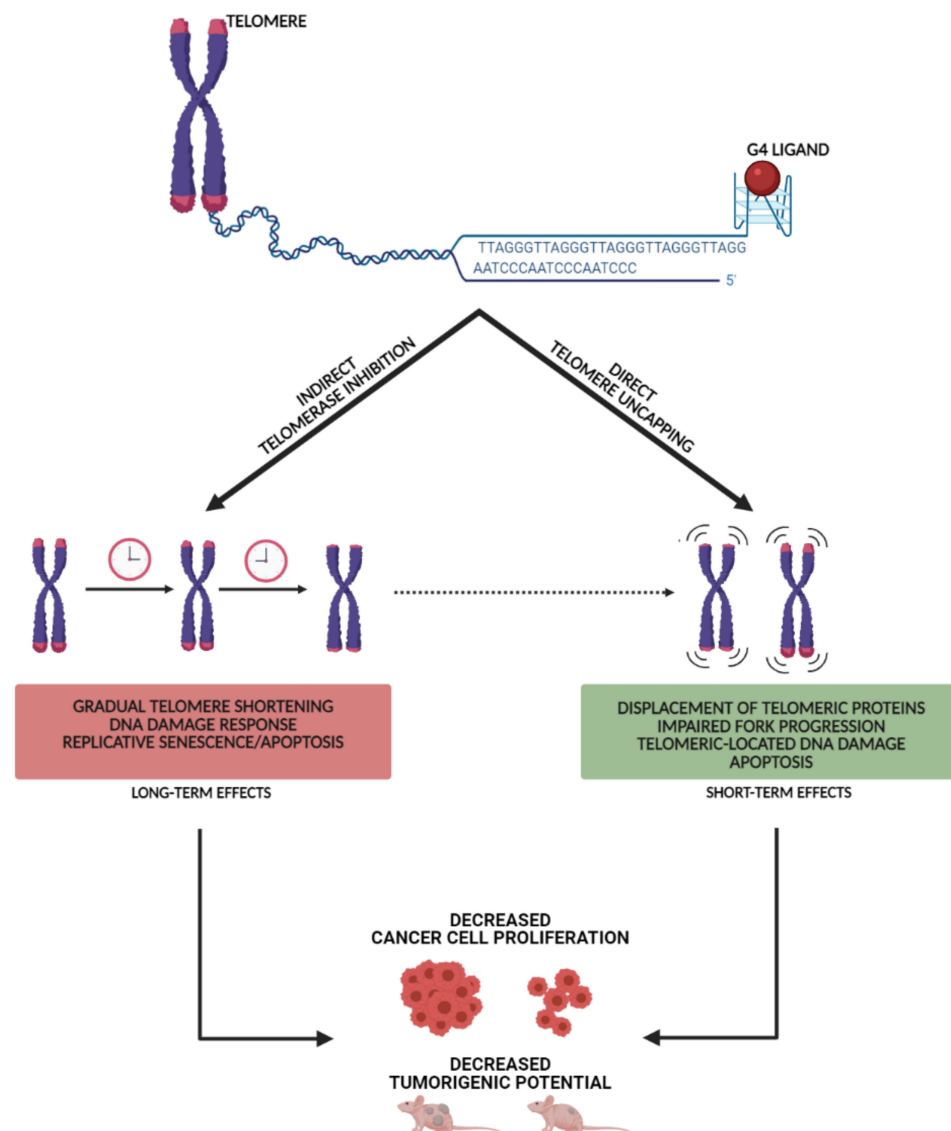 TELOMERE
G4 LIGAND
TTAGGGTTAGGGTTAGGGTTAGGGTTAGG
AATCCCAATCCCAATCCC
5'
INDIRECT
TELOMERASE INHIBITION
DIRECT
TELOMERE UNCAPPING
GRADUAL TELOMERE SHORTENING
DNA DAMAGE RESPONSE
REPLICATIVE SENESCENCE/APOPTOSIS
LONG-TERM EFFECTS
DISPLACEMENT OF TELOMERIC PROTEINS
IMPAIRED FORK PROGRESSION
TELOMERIC-LOCATED DNA DAMAGE
APOPTOSIS
SHORT-TERM EFFECTS
DECREASED
CANCER CELL PROLIFERATION
DECREASED
TUMORIGENIC POTENTIAL